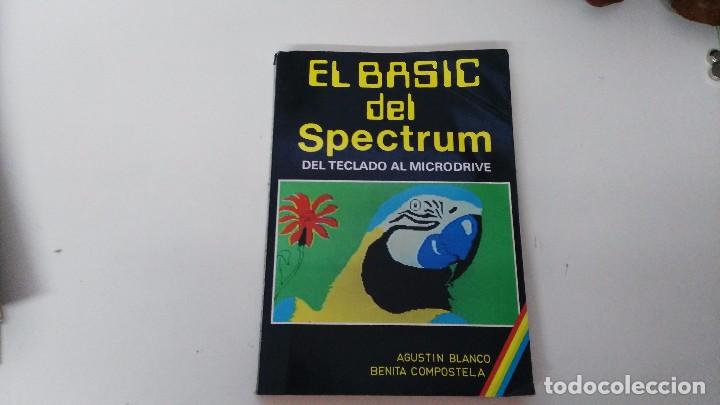 EL BASIC
del
Spectrum
DEL TECLADO AL MICRODRIVE
AGUSTIN BLANCO
BENITA COMPOSTELA
todocoleccion